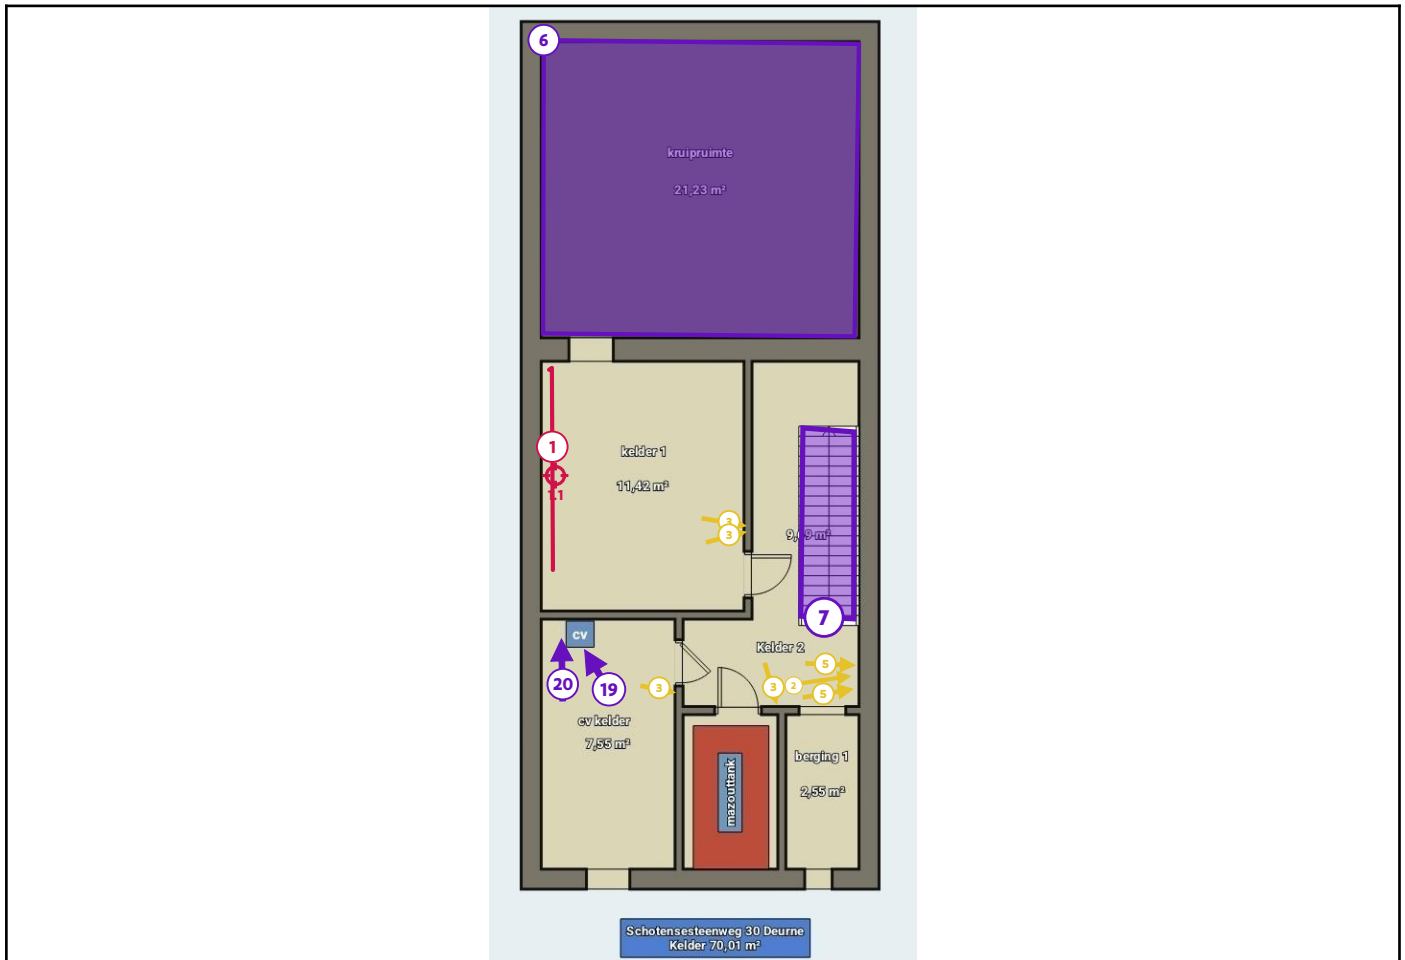 6
kruipruimte
21,23 m²
1
kelder 1
1.1
11,42 m²
3
3
7
cv
Kelder 2
20
19
3
5
3
2
5
cv kelder
7,55 m²
mazouttank
berging 1
2,55 m²
Schotensesteenweg 30 Deurne
Kelder 70,01 m²